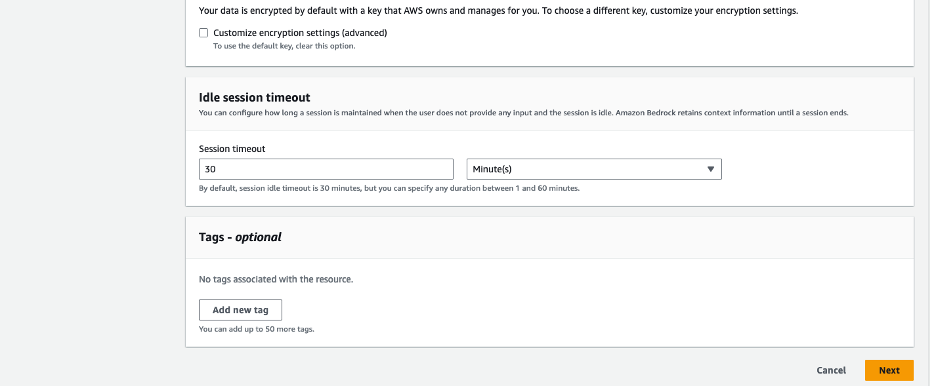 Your data is encrypted by default with a key that AWS owns and manages for you. To choose a different key, customize your encryption settings.
Customize encryption settings (advanced)
To use the default key, clear this option.
Idle session timeout
You can configure how long a session is maintained when the user does not provide any input and the session is idle. Amazon Bedrock retains context information until a session ends.
Session timeout
30 Minute(s)
By default, session idle timeout is 30 minutes, but you can specify any duration between 1 and 60 minutes.
Tags - optional
No tags associated with the resource.
Add new tag
You can add up to 50 more tags.
Cancel Next